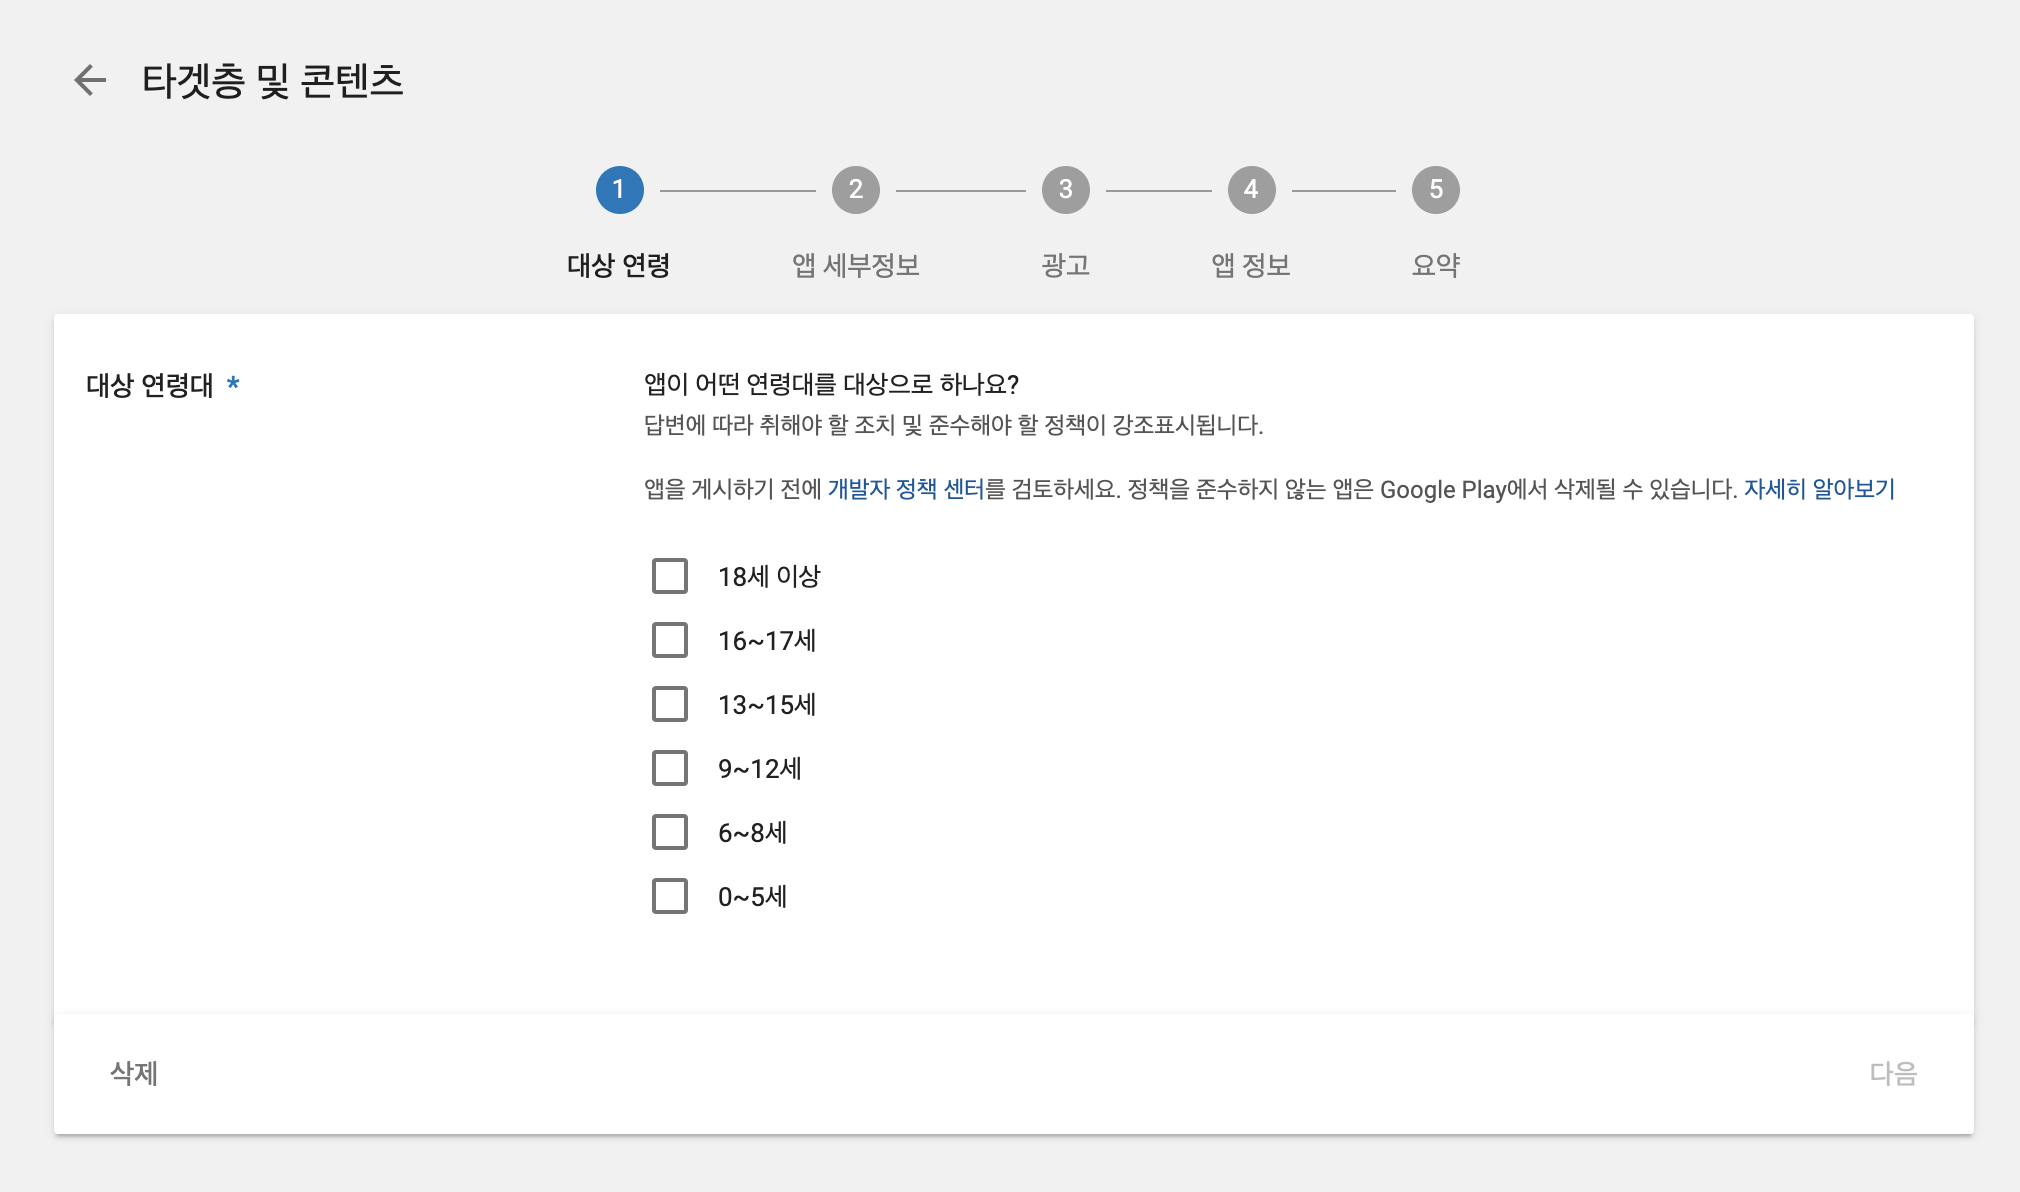 타겟층 및 콘텐츠
1
2
3
4
5
대상 연령
앱 세부정보
광고
앱 정보
요약
대상 연령대 *
앱이 어떤 연령대를 대상으로 하나요?
답변에 따라 취해야 할 조치 및 준수해야 할 정책이 강조표시됩니다.
앱을 게시하기 전에 개발자 정책 센터를 검토하세요. 정책을 준수하지 않는 앱은 Google Play에서 삭제될 수 있습니다. 자세히 알아보기
18세 이상
16~17세
13~15세
9~12세
6~8세
0~5세
삭제
다음